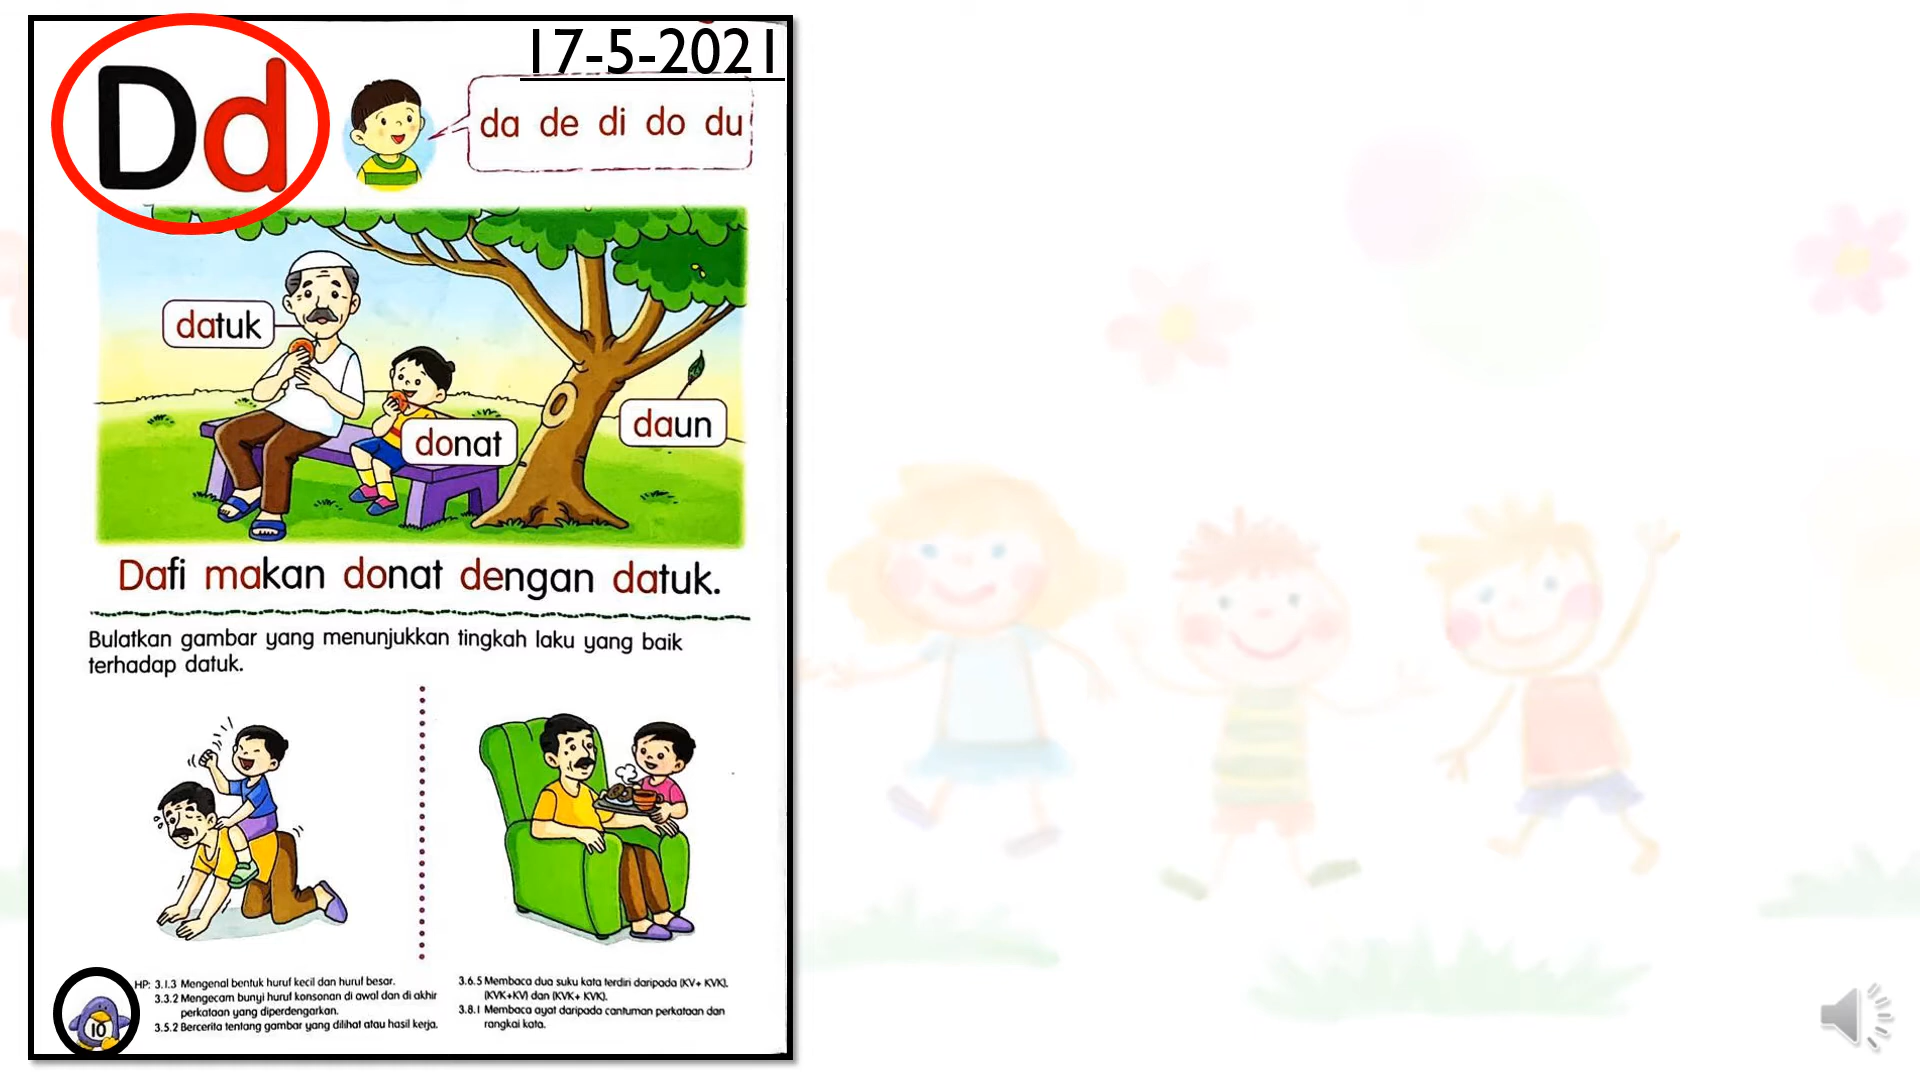 17-5-2021
Dd
da de di do du
datuk
donat
daun
Dafi makan donat dengan datuk.
Bulatkan gambar yang menunjukkan tingkah laku yang baik
terhadap datuk.
HP: 3.1.3 Mengenal bentuk huruf kecil dan huruf besar.
3.3.2 Mengecam bunyi huruf konsonan di awal dan di akhir
perkataan yang diperdengarkan.
3.5.2 Bercerita tentang gambar yang dilihat atau hasil kerja.
3.6.5 Membaca dua suku kata terdiri daripada (KV+ KVK),
(KVK+KV) dan (KVK+ KVK).
3.8.1 Membaca ayat daripada cantuman perkataan dan
rangkai kata.
10